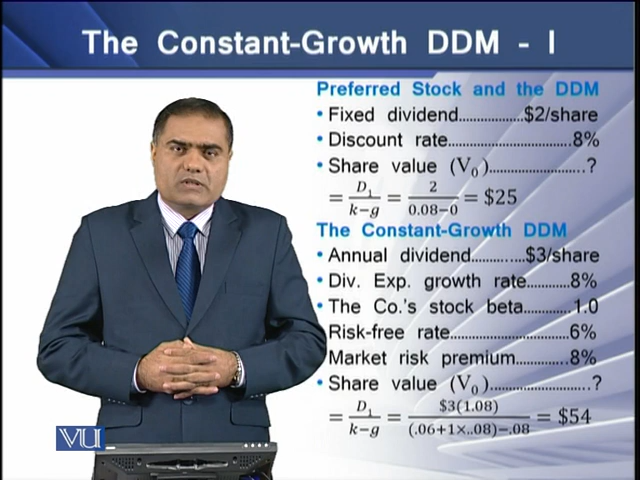 The Constant-Growth DDM - I
Preferred Stock and the DDM
• Fixed dividend....................$2/share
• Discount rate..............................8%
• Share value (V₀)........................?
= D₁/(k−g) = 2/(0.08−0) = $25
The Constant-Growth DDM
• Annual dividend.............$3/share
• Div. Exp. growth rate.........8%
• The Co.'s stock beta...........1.0
Risk-free rate........................6%
Market risk premium............8%
• Share value (V₀)........................?
= D₁/(k−g) = $3(1.08)/((.06+1×..08)−.08) = $54
VU